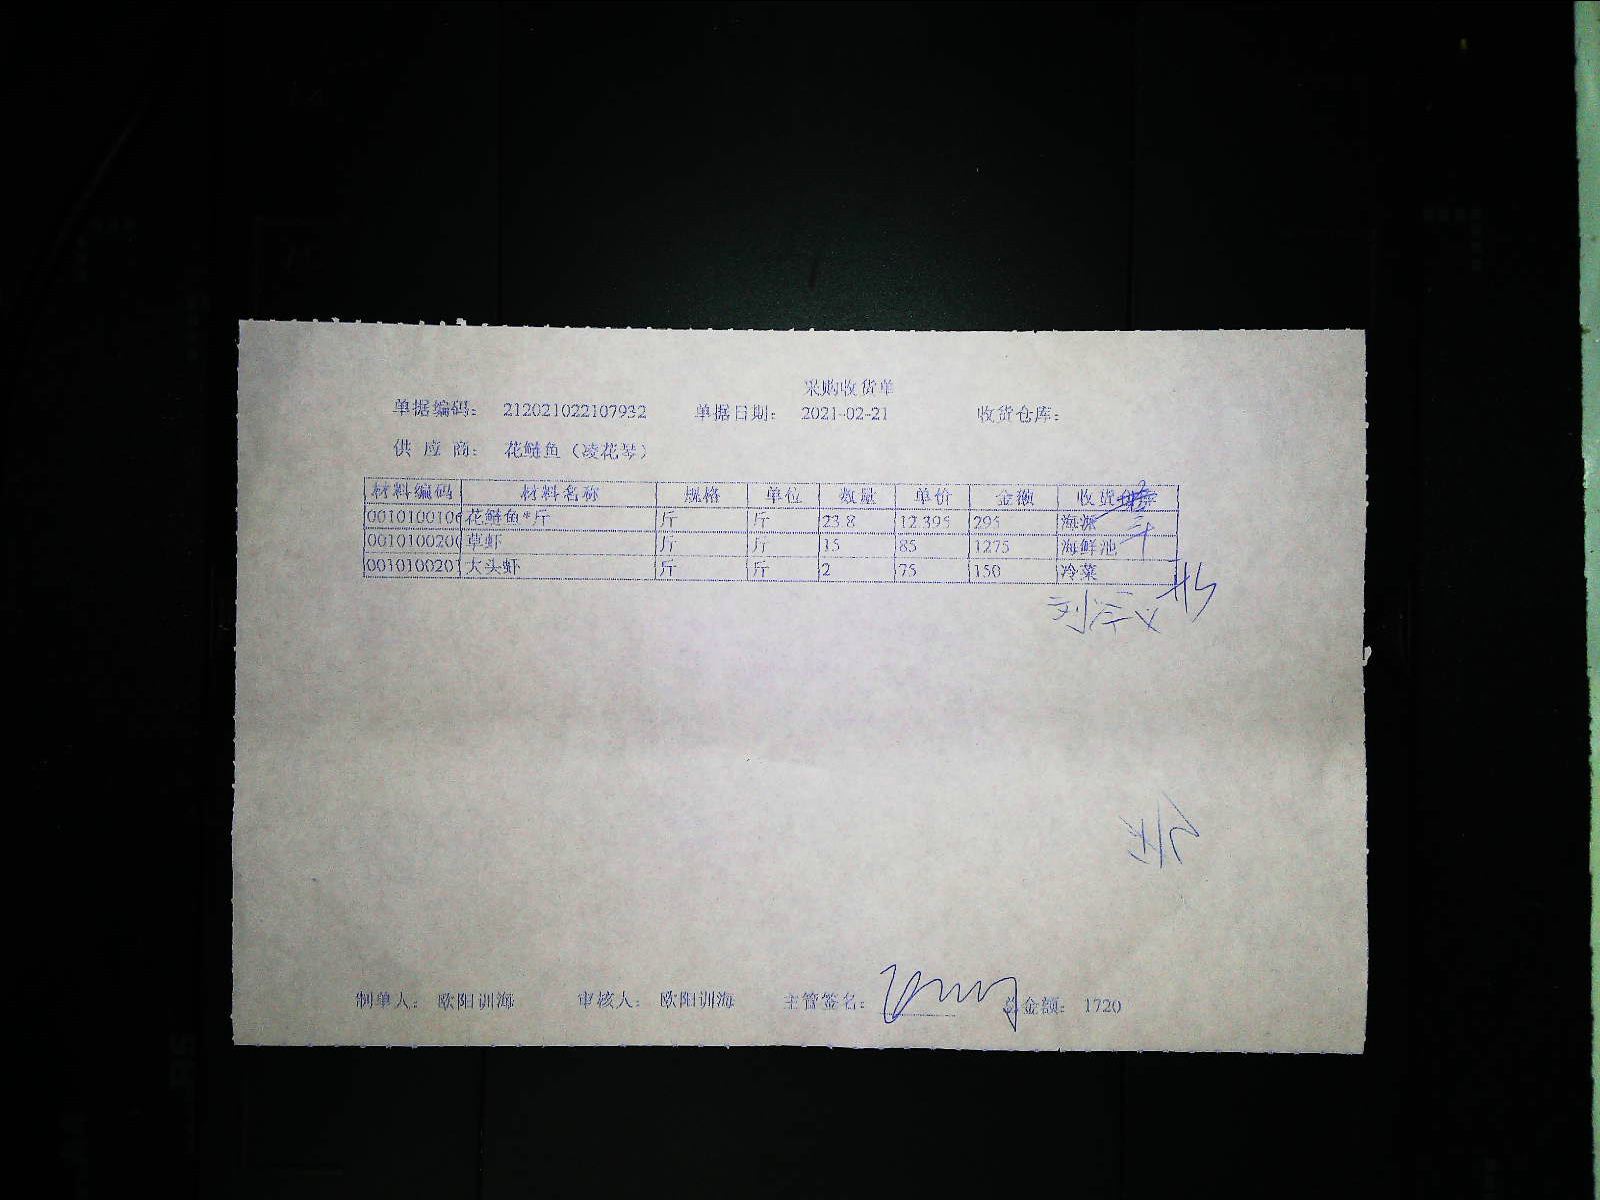 采购收货单
单据编码： 212021022107932 单据日期： 2021-02-21 收货仓库：
供 应 商： 花鲢鱼（凌花琴）
材料编码 材料名称 规格 单位 数量 单价 金额 收货仓库
0010100106 花鲢鱼*斤 斤 斤 23.8 12.395 295 海派
001010020 草虾 斤 斤 15 85 1275 海鲜池
001010020 大头虾 斤 斤 2 75 150 冷菜
制单人： 欧阳训海 审核人： 欧阳训海 主管签名： 总金额： 1720